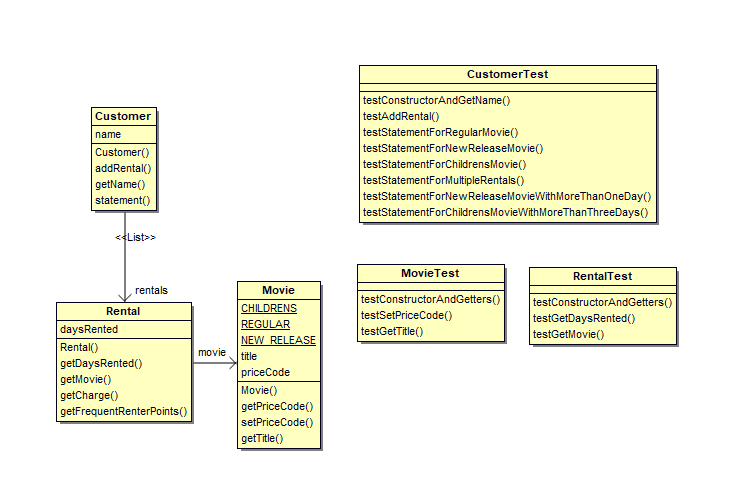 Customer
name
Customer()
addRental()
getName()
statement()
<<List>>
rentals
Rental
daysRented
Rental()
getDaysRented()
getMovie()
getCharge()
getFrequentRenterPoints()
movie
Movie
CHILDRENS
REGULAR
NEW_RELEASE
title
priceCode
Movie()
getPriceCode()
setPriceCode()
getTitle()
CustomerTest
testConstructorAndGetName()
testAddRental()
testStatementForRegularMovie()
testStatementForNewReleaseMovie()
testStatementForChildrensMovie()
testStatementForMultipleRentals()
testStatementForNewReleaseMovieWithMoreThanOneDay()
testStatementForChildrensMovieWithMoreThanThreeDays()
MovieTest
testConstructorAndGetters()
testSetPriceCode()
testGetTitle()
RentalTest
testConstructorAndGetters()
testGetDaysRented()
testGetMovie()